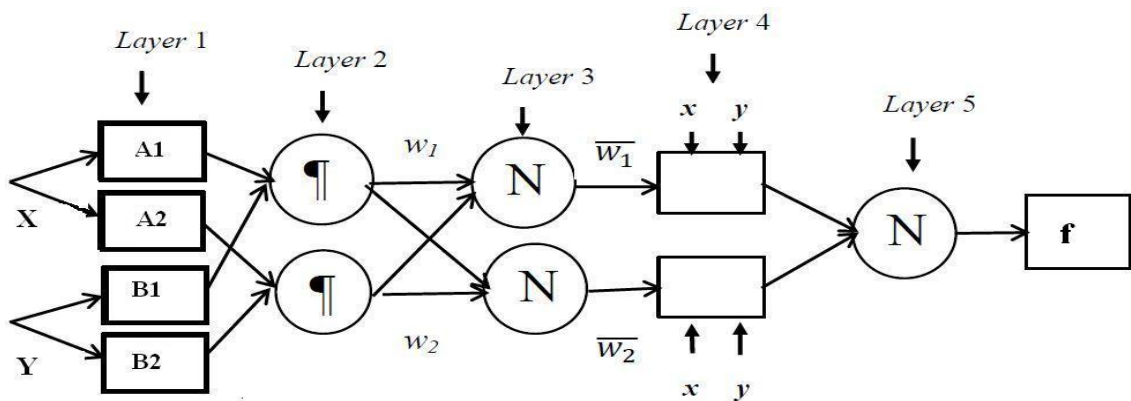 Layer 1
Layer 2
Layer 3
Layer 4
Layer 5
x y
A1
A2
X
B1
B2
Y
¶
¶
w₁
w₂
N
N
w̅₁̅
w̅₂̅
x y
N
f